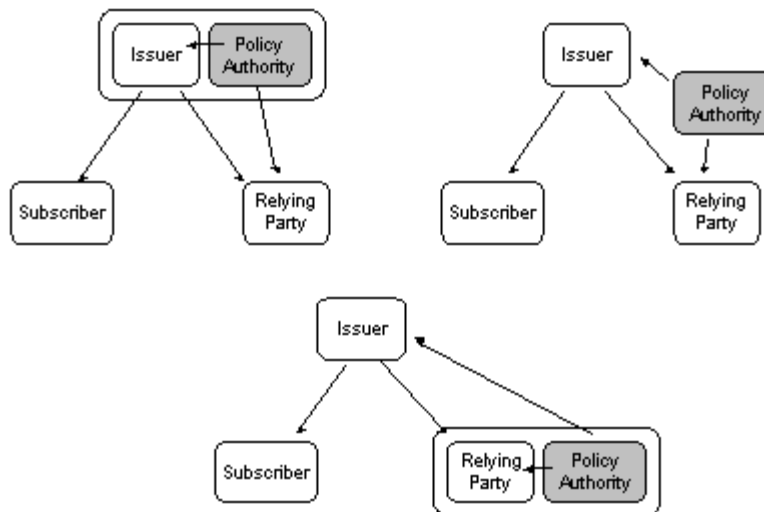 Issuer
Policy
Authority
Subscriber
Relying
Party
Issuer
Policy
Authority
Subscriber
Relying
Party
Issuer
Subscriber
Relying
Party
Policy
Authority